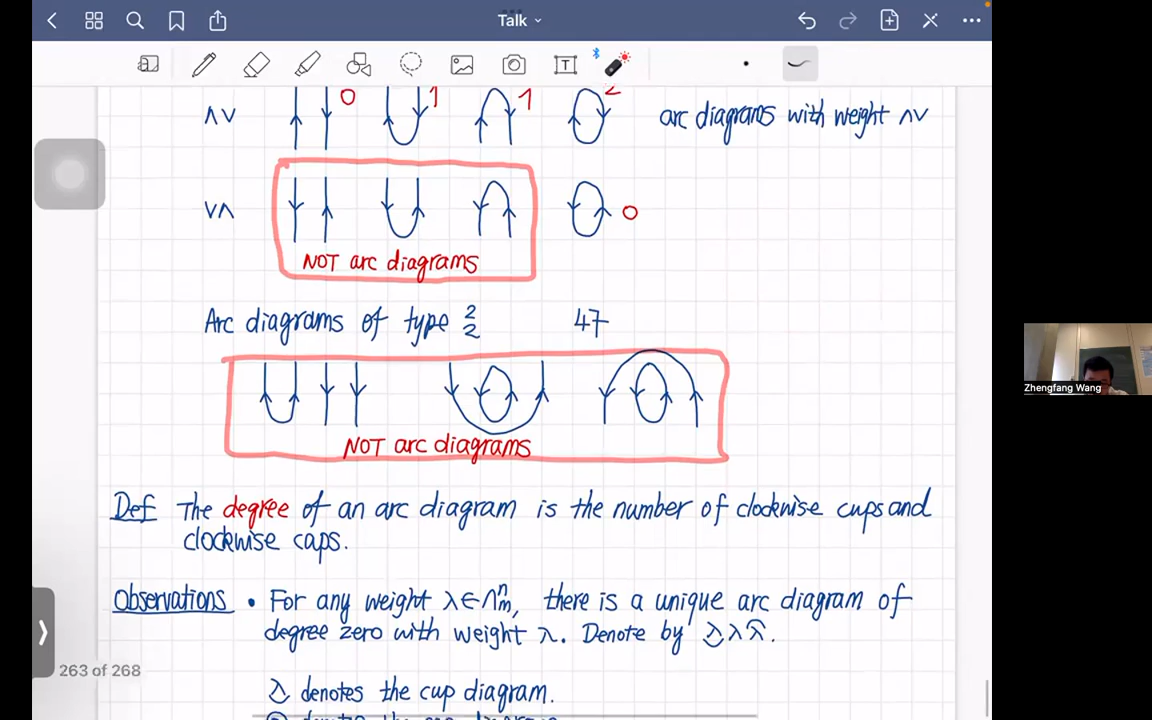 Talk
∧∨ 0 1 1 2 arc diagrams with weight ∧∨
∨∧ 0
NOT arc diagrams
Arc diagrams of type 2 2 47
NOT arc diagrams
Def The degree of an arc diagram is the number of clockwise cups and
clockwise caps.
Observations • For any weight λ ∈ Λₘⁿ, there is a unique arc diagram of
degree zero with weight λ. Denote by λ̲λλ̄.
263 of 268
λ̲ denotes the cup diagram.
Zhengfang Wang